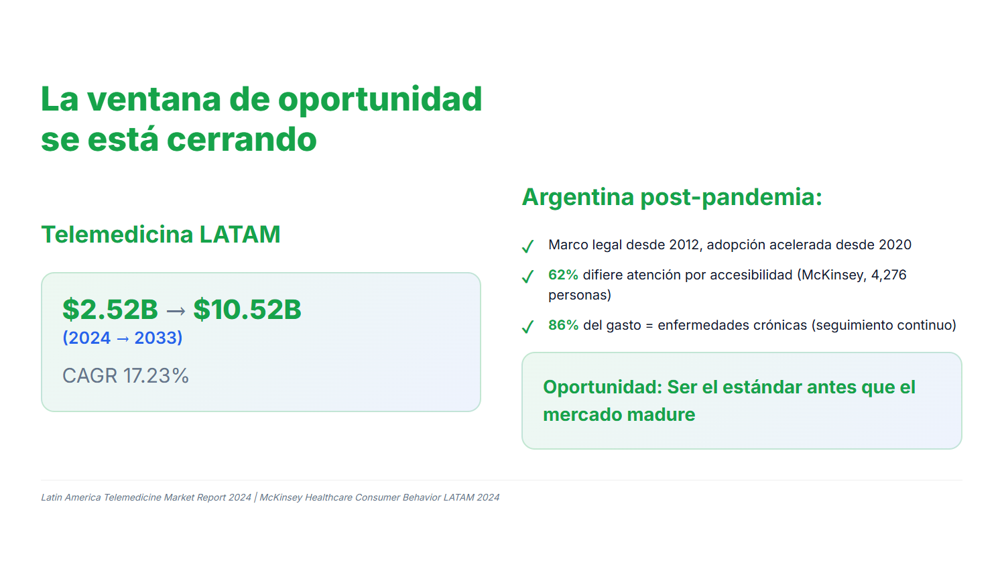 La ventana de oportunidad
se está cerrando
Telemedicina LATAM
$2.52B → $10.52B
(2024 → 2033)
CAGR 17.23%
Argentina post-pandemia:
✓ Marco legal desde 2012, adopción acelerada desde 2020
✓ 62% difiere atención por accesibilidad (McKinsey, 4,276
personas)
✓ 86% del gasto = enfermedades crónicas (seguimiento continuo)
Oportunidad: Ser el estándar antes que el
mercado madure
Latin America Telemedicine Market Report 2024 | McKinsey Healthcare Consumer Behavior LATAM 2024